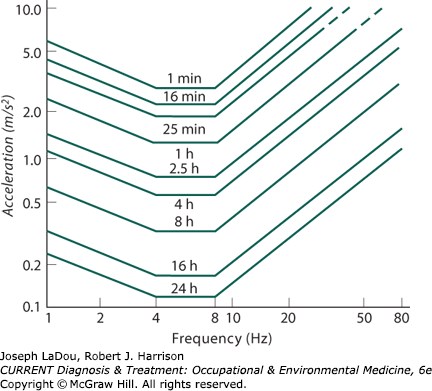 10.0
5.0
2.0
1.0
0.5
0.2
0.1
Acceleration (m/s²)
1 min
16 min
25 min
1 h
2.5 h
4 h
8 h
16 h
24 h
1 2 4 8 10 20 50 80
Frequency (Hz)
Joseph LaDou, Robert J. Harrison
CURRENT Diagnosis & Treatment: Occupational & Environmental Medicine, 6e
Copyright © McGraw Hill. All rights reserved.